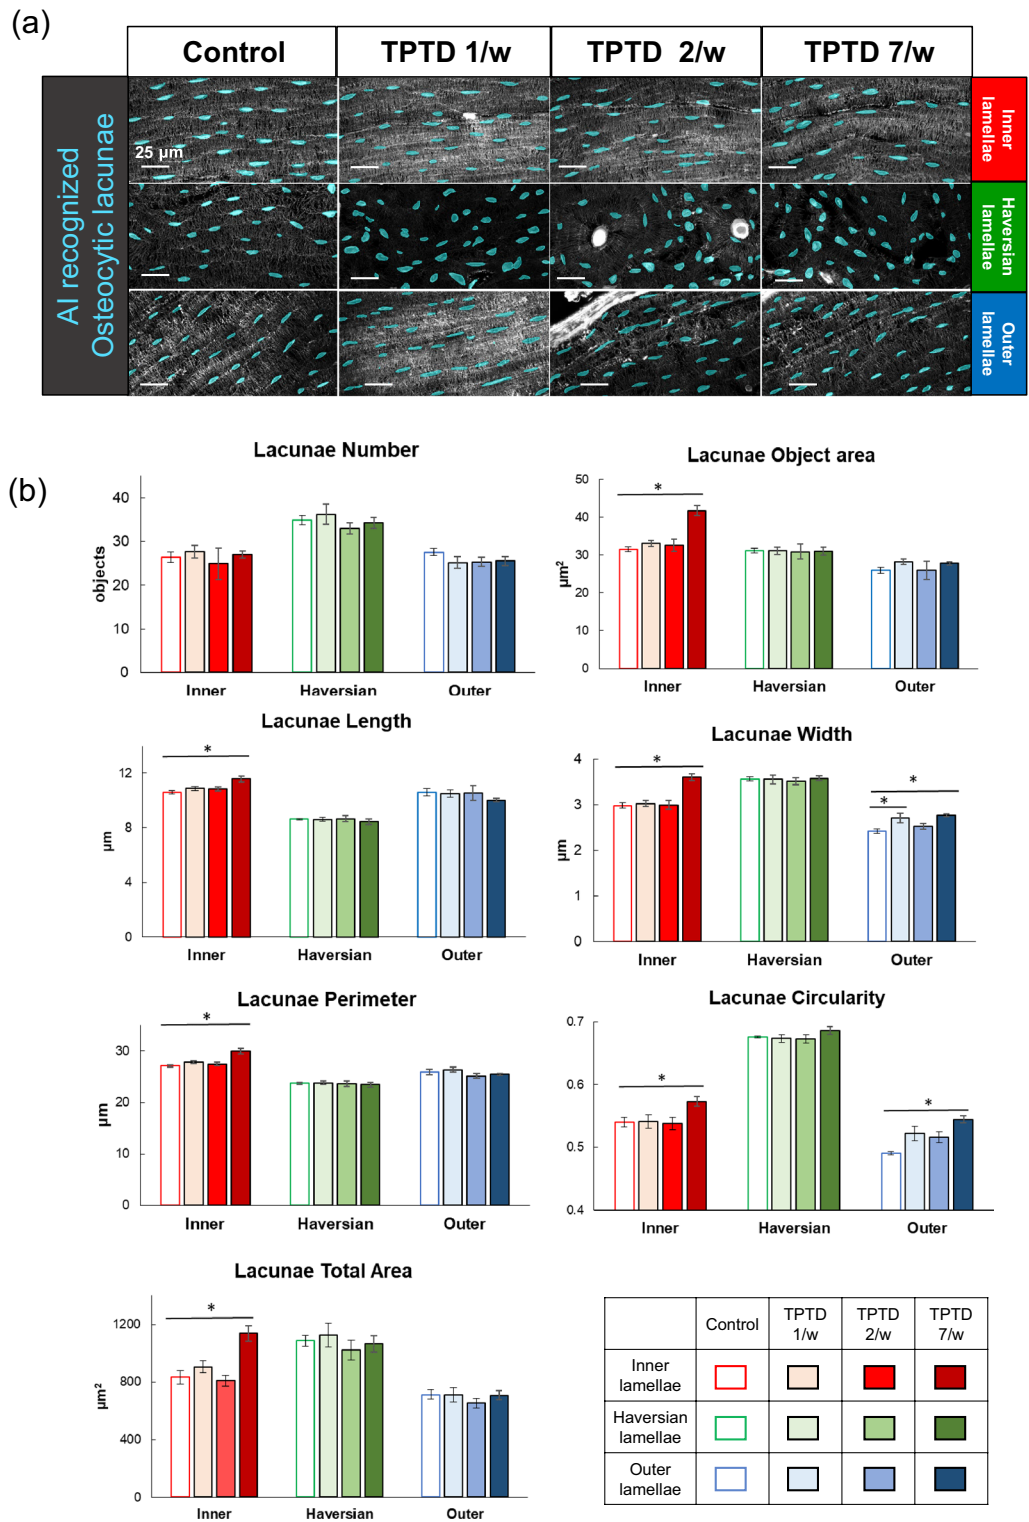 (a)
Control
TPTD 1/w
TPTD 2/w
TPTD 7/w
AI recognized
Osteocytic lacunae
25 µm
Inner
lamellae
Haversian
lamellae
Outer
lamellae
(b)
Lacunae Number
objects
40
30
20
10
0
Inner
Haversian
Outer
Lacunae Object area
µm²
50
40
30
20
10
0
*
Inner
Haversian
Outer
Lacunae Length
µm
12
8
4
0
*
Inner
Haversian
Outer
Lacunae Width
µm
4
3
2
1
0
*
*
*
Inner
Haversian
Outer
Lacunae Perimeter
µm
30
20
10
0
*
Inner
Haversian
Outer
Lacunae Circularity
0.7
0.6
0.5
0.4
*
*
Inner
Haversian
Outer
Lacunae Total Area
µm²
1200
800
400
0
*
Inner
Haversian
Outer
Control
TPTD
1/w
TPTD
2/w
TPTD
7/w
Inner
lamellae
Haversian
lamellae
Outer
lamellae